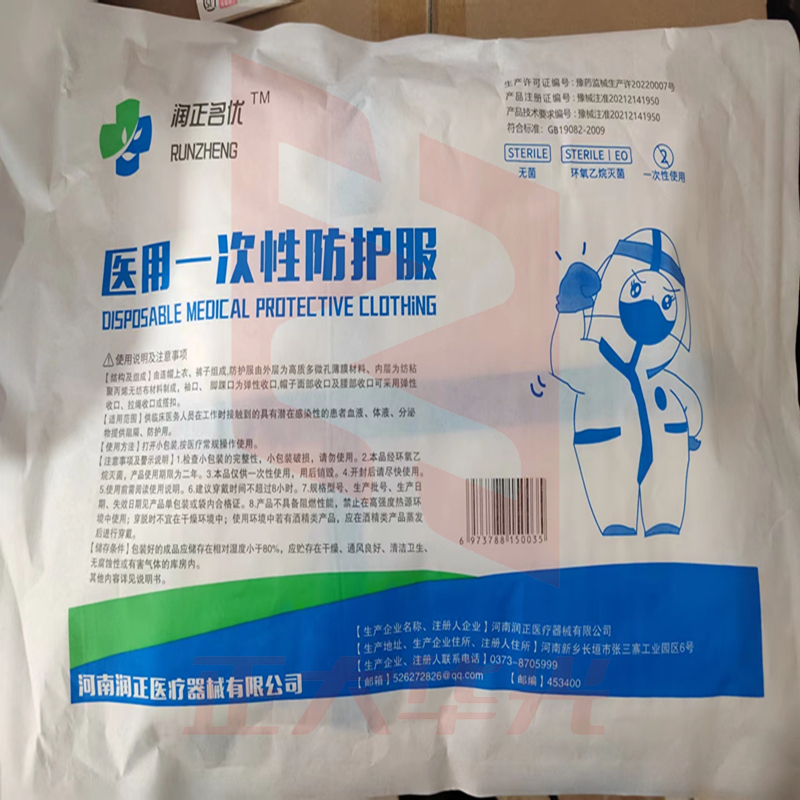 润正名优 TM
RUNZHENG
生产许可证编号:豫药监械生产许20220007号
产品注册证编号:豫械注准20212141950
产品技术要求编号:豫械注准20212141950
符合标准:GB19082-2009
STERILE STERILE EO 2
无菌 环氧乙烷灭菌 一次性使用
医用一次性防护服
DISPOSABLE MEDICAL PROTECTIVE CLOTHING
使用说明及注意事项
【结构及组成】由连帽上衣、裤子组成,防护服由外层为高质多微孔薄膜材料、内层为纺粘
聚丙烯无纺布材料制成,袖口、脚踝口为弹性收口,帽子面部收口及腰部收口可采用弹性
收口、拉绳收口或搭扣。
【适用范围】供临床医务人员在工作时接触到的具有潜在感染性的患者血液、体液、分泌
物提供阻隔、防护用。
【使用方法】打开小包装,按医疗常规操作使用。
【注意事项及警示说明】1.检查小包装的完整性,小包装破损,请勿使用。2.本品经环氧乙
烷灭菌,产品使用期限为二年。3.本品仅供一次性使用,用后销毁。4.开封后请尽快使用。
5.使用前需阅读使用说明。6.建议穿戴时间不超过8小时。7.规格型号、生产批号、生产日
期、失效日期见产品单包装或袋内合格证。8.产品不具备阻燃性能,禁止在高强度热源环
境中使用;穿脱时不宜在干燥环境中;使用环境中若有酒精类产品,应在酒精类产品蒸发
后进行穿戴。
【储存条件】包装好的成品应储存在相对湿度小于80%,应贮存在干燥、通风良好、清洁卫生、
无腐蚀性或有害气体的库房内。
其他内容详见说明书。
6 973788 150035
【生产企业名称、注册人企业】河南润正医疗器械有限公司
【生产地址、生产企业住所、注册人住所】河南新乡长垣市张三寨工业园区6号
【生产企业、注册人联系电话】0373-8705999
【邮箱】526272826@qq.com 【邮编】453400
河南润正医疗器械有限公司
正大华光